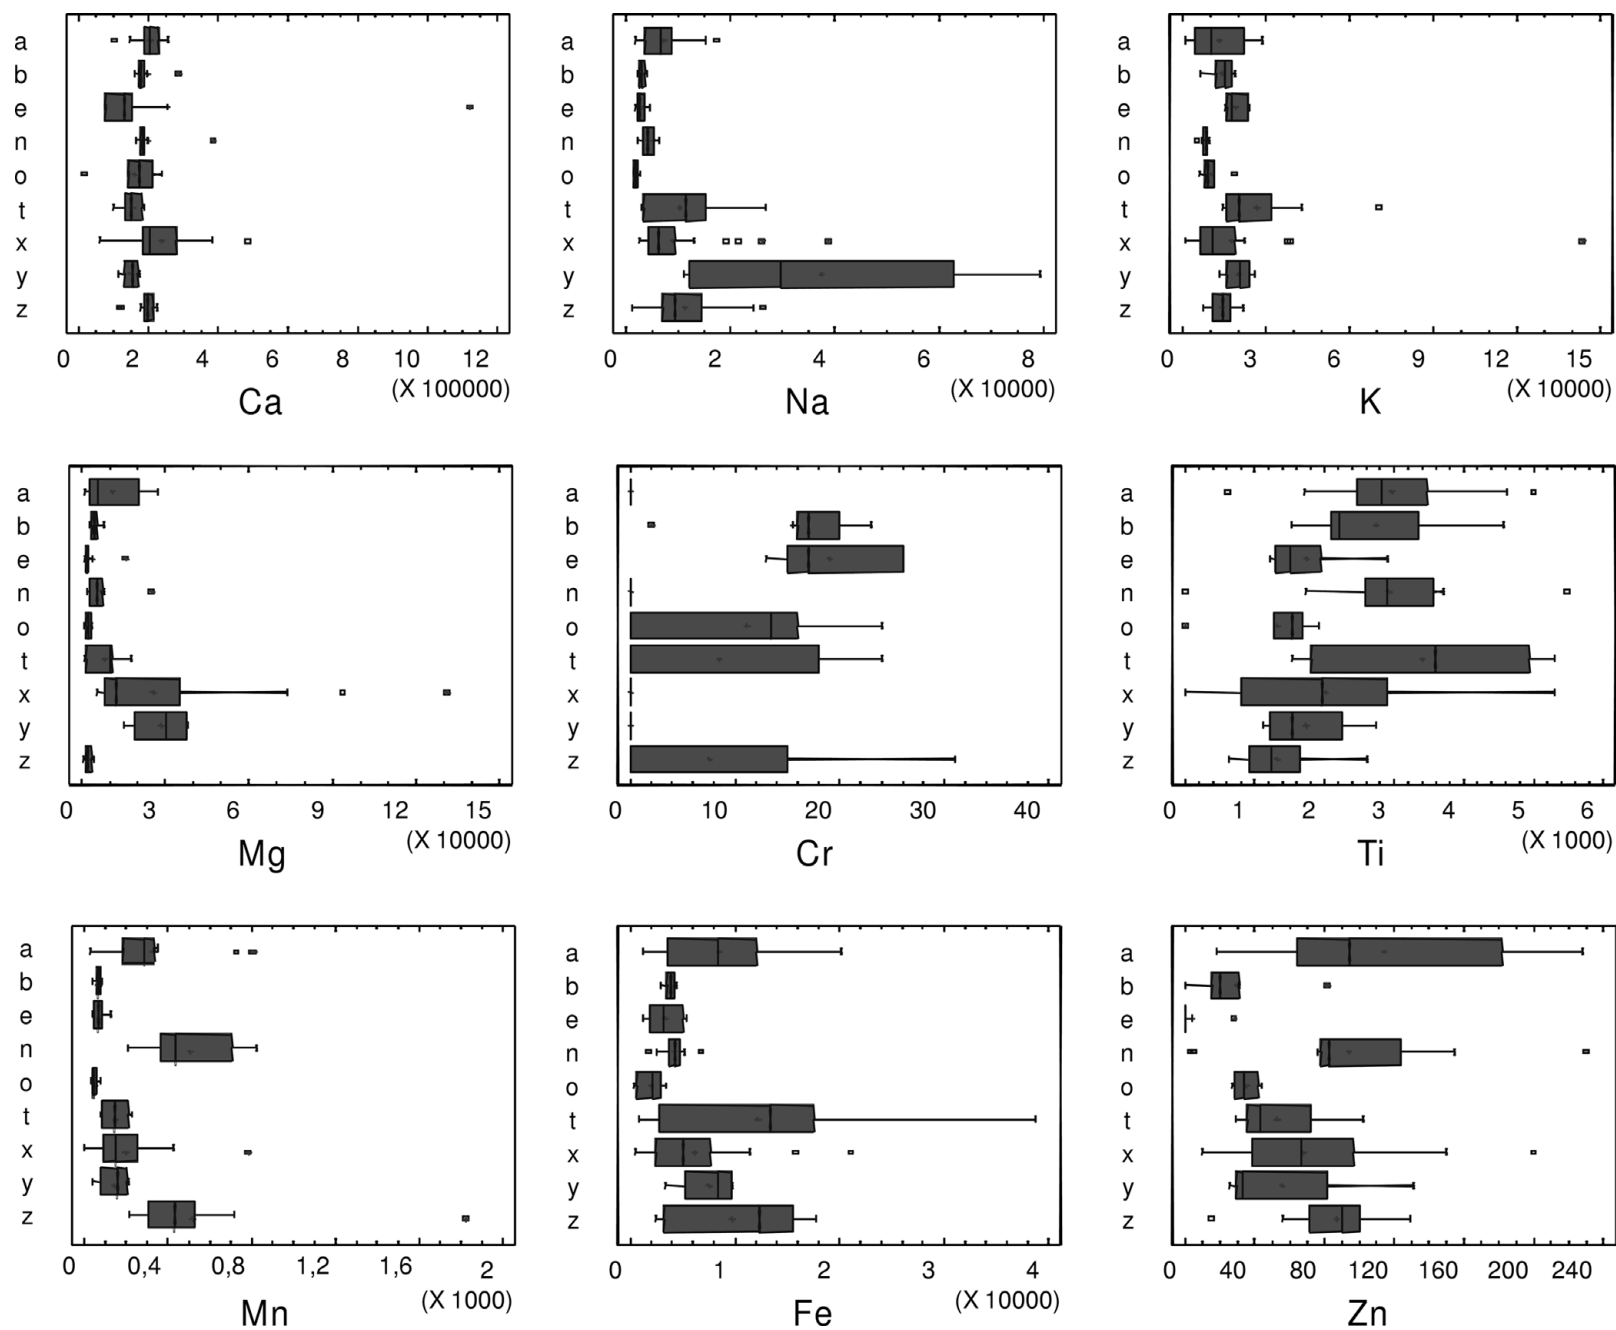 a a a
b b b
e e e
n n n
o o o
t t t
x x x
y y y
z z z
0 2 4 6 8 10 12 0 2 4 6 8 0 3 6 9 12 15
(X 100000) (X 10000) (X 10000)
Ca Na K
a a a
b b b
e e e
n n n
o o o
t t t
x x x
y y y
z z z
0 3 6 9 12 15 0 10 20 30 40 0 1 2 3 4 5 6
(X 10000) (X 1000)
Mg Cr Ti
a a a
b b b
e e e
n n n
o o o
t t t
x x x
y y y
z z z
0 0,4 0,8 1,2 1,6 2 0 1 2 3 4 0 40 80 120 160 200 240
(X 1000) (X 10000)
Mn Fe Zn